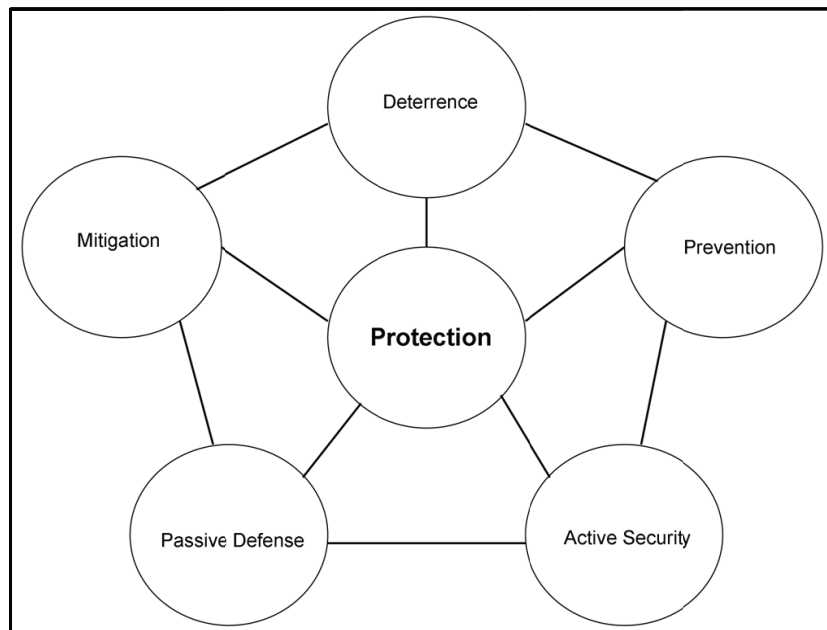 Deterrence
Mitigation
Prevention
Protection
Passive Defense
Active Security